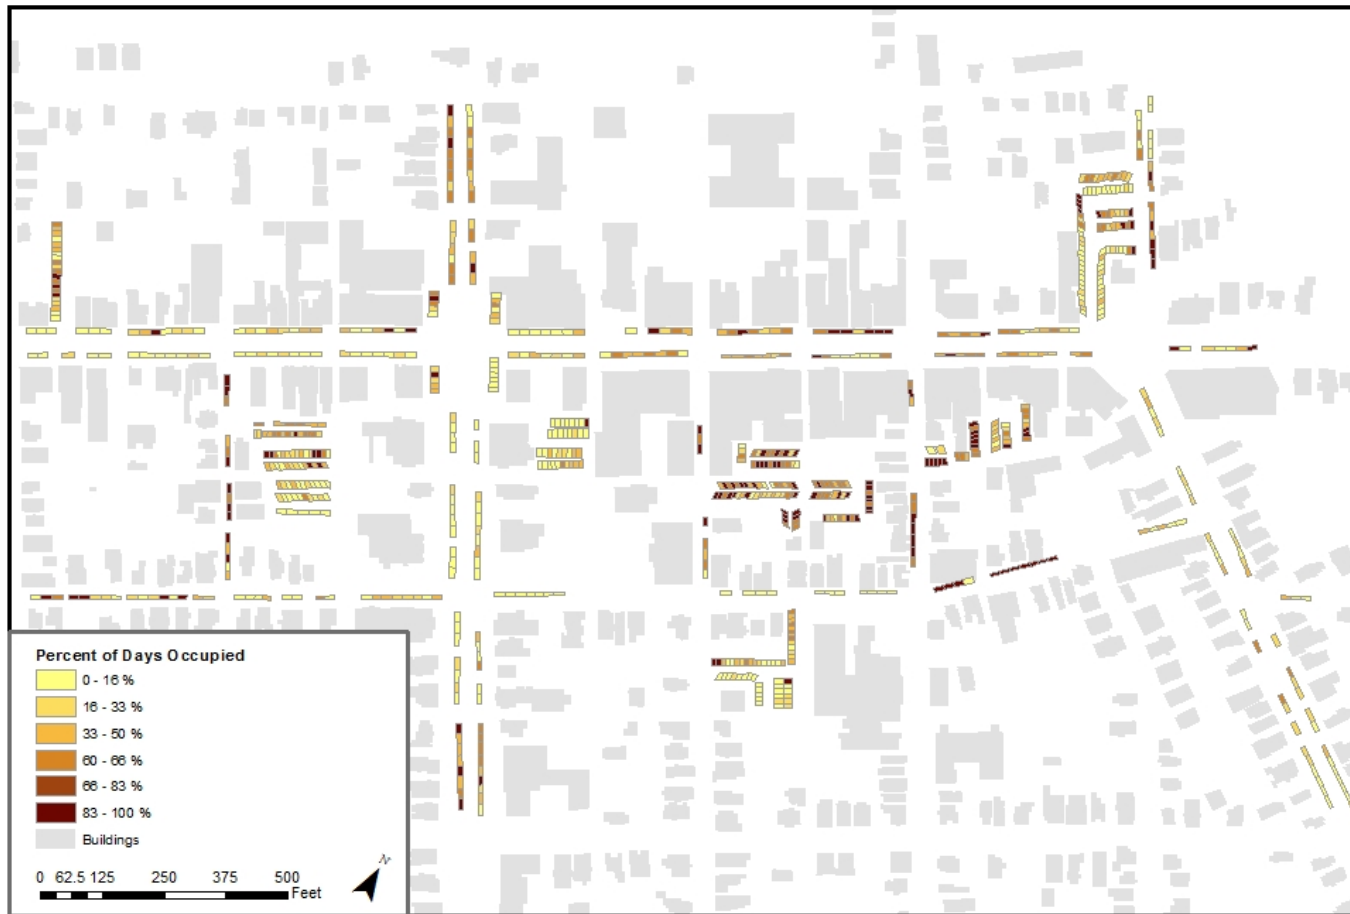 Percent of Days Occupied
0 - 16 %
16 - 33 %
33 - 50 %
60 - 66 %
66 - 83 %
83 - 100 %
Buildings
N
0 62.5 125 250 375 500
Feet